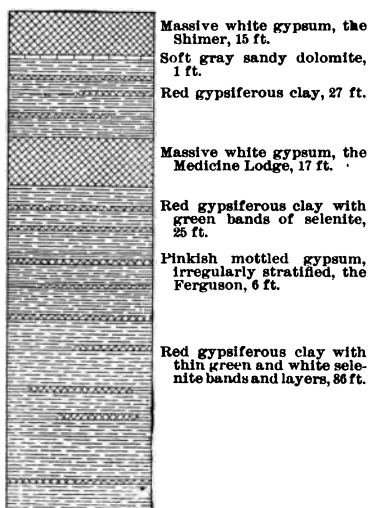 Massive white gypsum, the
Shimer, 15 ft.
Soft gray sandy dolomite,
1 ft.
Red gypsiferous clay, 27 ft.
Massive white gypsum, the
Medicine Lodge, 17 ft.
Red gypsiferous clay with
green bands of selenite,
25 ft.
Pinkish mottled gypsum,
irregularly stratified, the
Ferguson, 6 ft.
Red gypsiferous clay with
thin green and white sele-
nite bands and layers, 86 ft.